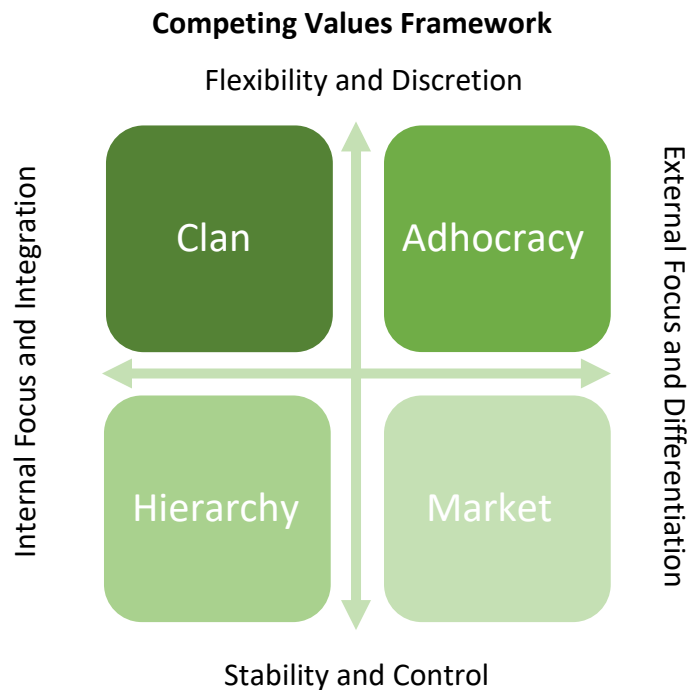 Competing Values Framework
Flexibility and Discretion
Internal Focus and Integration
Clan
Adhocracy
External Focus and Differentiation
Hierarchy
Market
Stability and Control